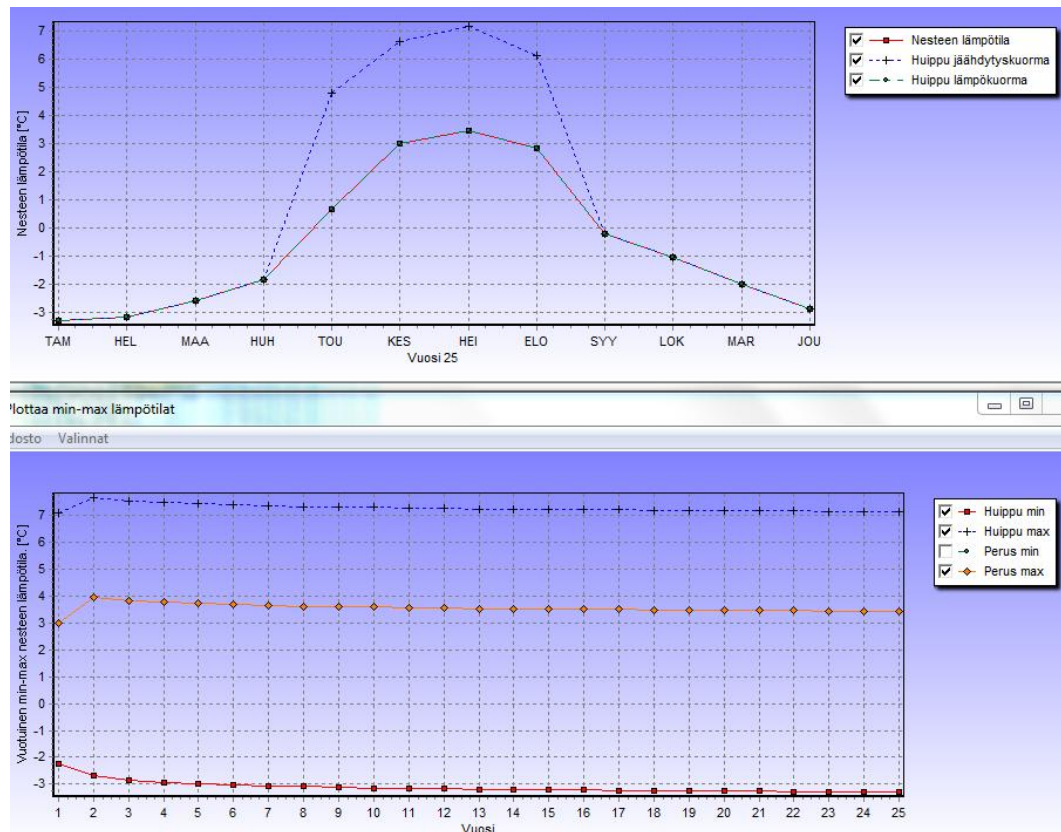 7
6
5
4
3
2
1
0
-1
-2
-3
Nesteen lämpötila [°C]
TAM HEL MAA HUH TOU KES HEI ELO SYY LOK MAR JOU
Vuosi 25
Nesteen lämpötila
Huippu jäähdytyskuorma
Huippu lämpökuorma
Plottaa min-max lämpötilat
dosto Valinnat
7
6
5
4
3
2
1
0
-1
-2
-3
Vuotuinen min-max nesteen lämpötila. [°C]
1 2 3 4 5 6 7 8 9 10 11 12 13 14 15 16 17 18 19 20 21 22 23 24 25
Vuosi
Huippu min
Huippu max
Perus min
Perus max